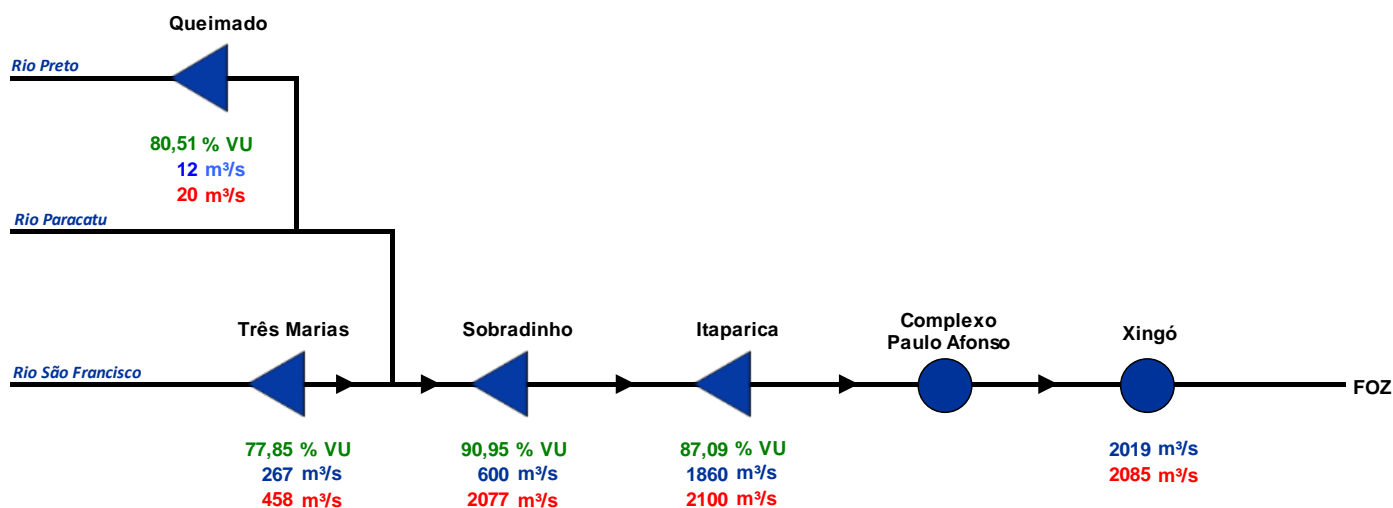 Queimado
Rio Preto
80,51 % VU
12 m³/s
20 m³/s
Rio Paracatu
Três Marias
Sobradinho
Itaparica
Complexo
Paulo Afonso
Xingó
Rio São Francisco
FOZ
77,85 % VU
267 m³/s
458 m³/s
90,95 % VU
600 m³/s
2077 m³/s
87,09 % VU
1860 m³/s
2100 m³/s
2019 m³/s
2085 m³/s